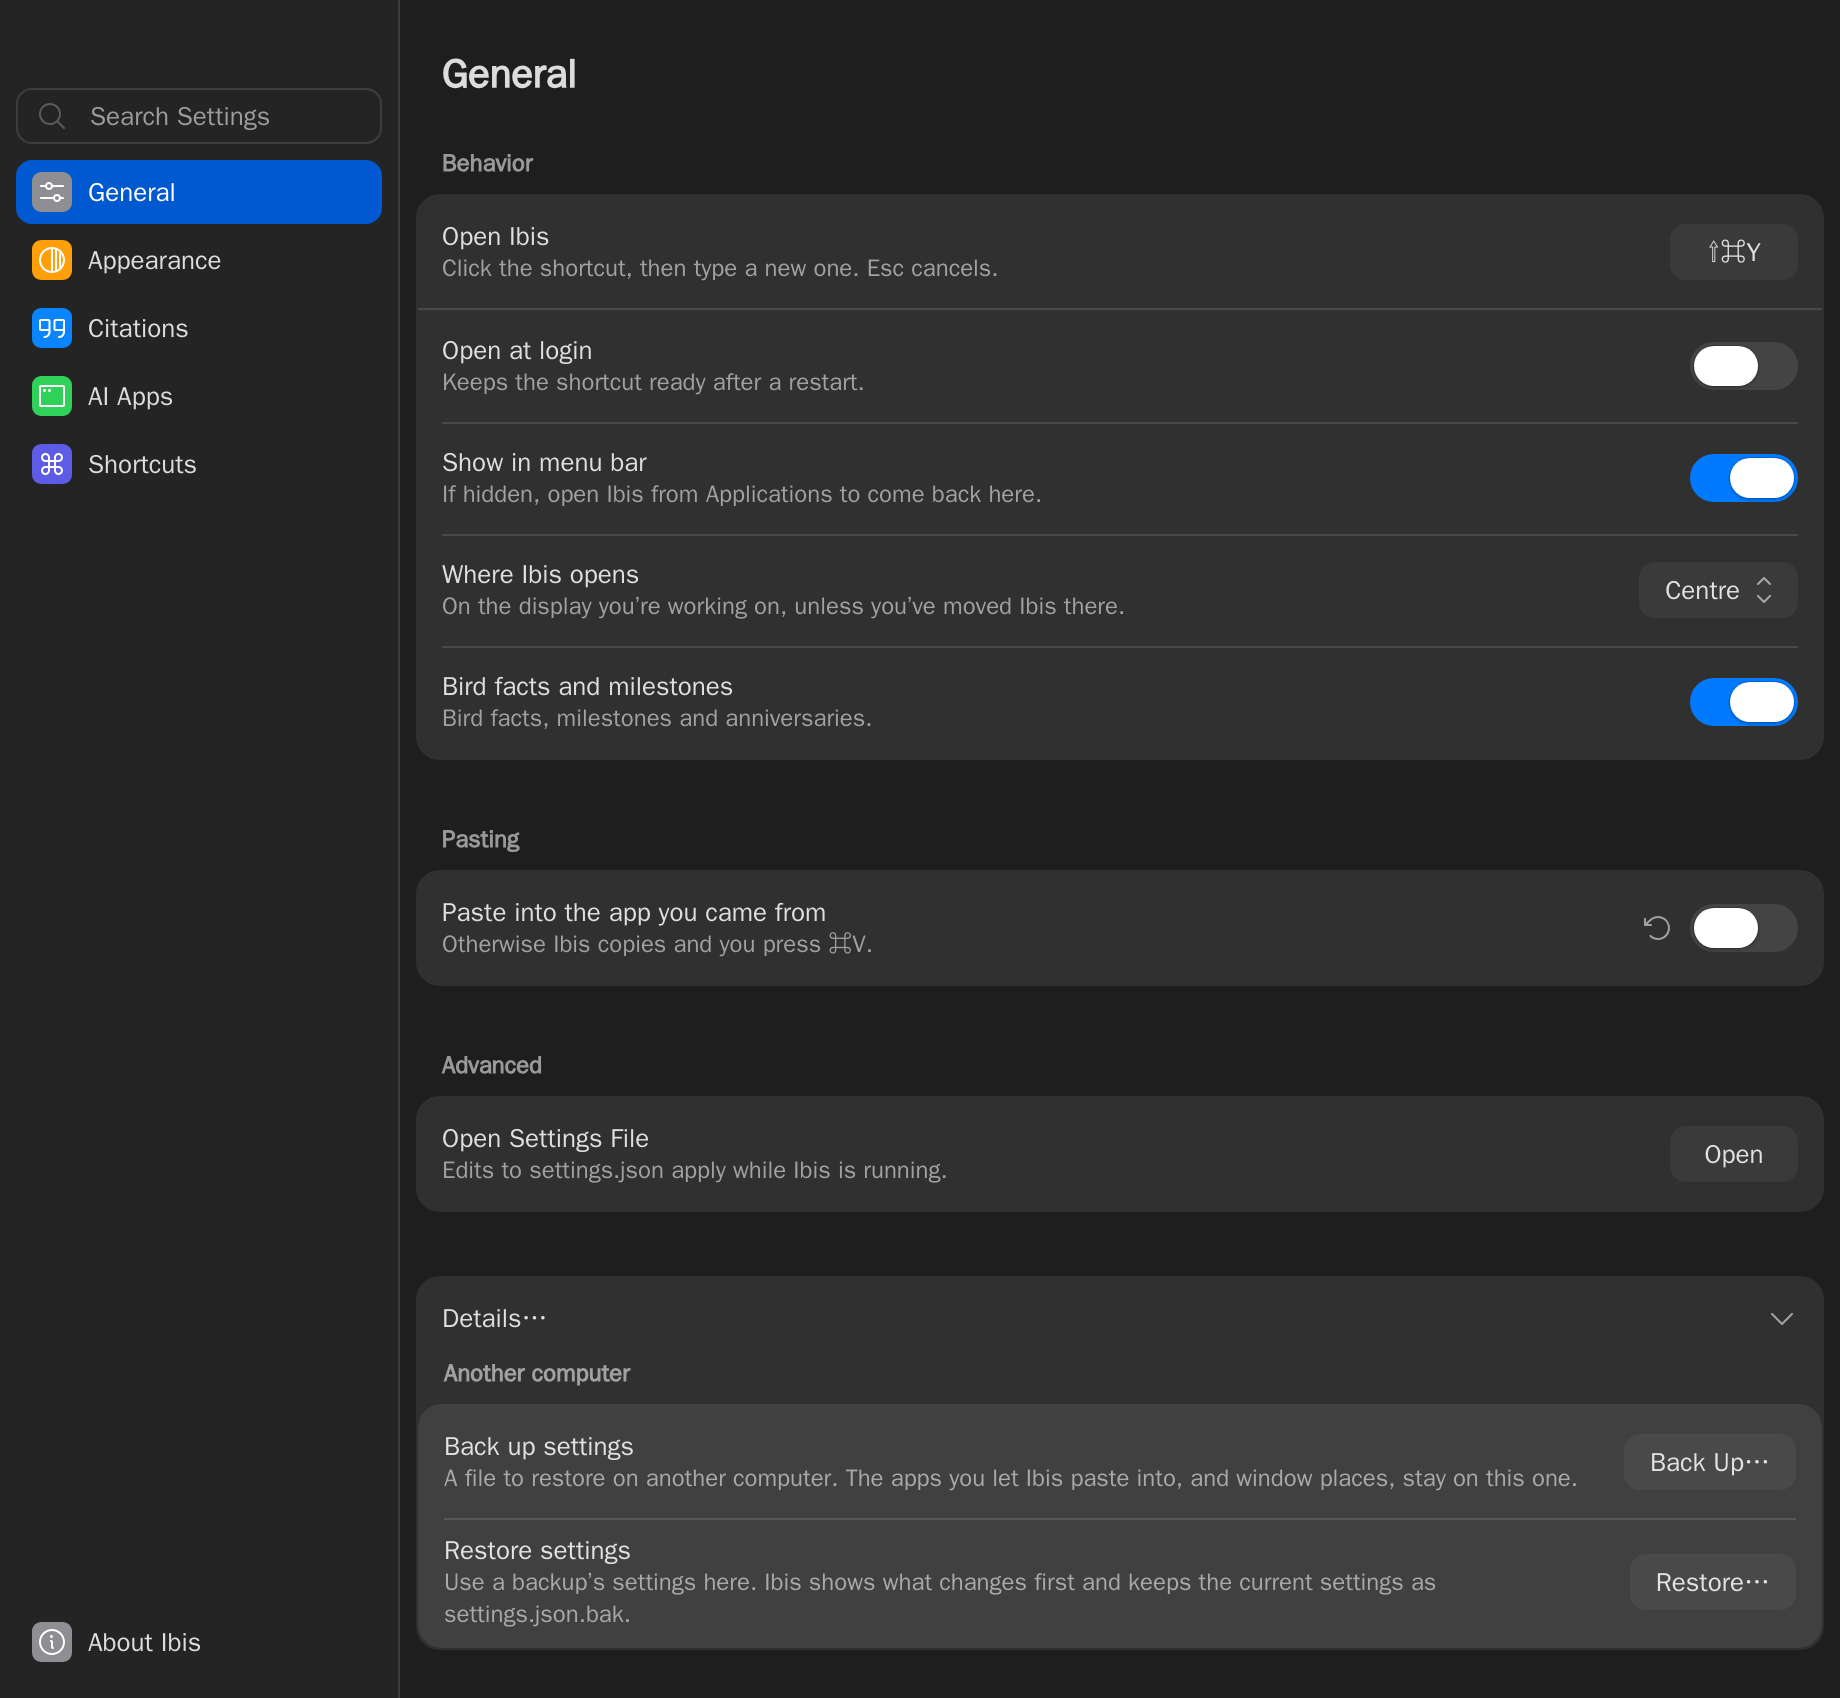 Search Settings
General
Appearance
Citations
AI Apps
Shortcuts
About Ibis
General
Behavior
Open Ibis
Click the shortcut, then type a new one. Esc cancels.
⇧⌘Y
Open at login
Keeps the shortcut ready after a restart.
Show in menu bar
If hidden, open Ibis from Applications to come back here.
Where Ibis opens
On the display you’re working on, unless you’ve moved Ibis there.
Centre
Bird facts and milestones
Bird facts, milestones and anniversaries.
Pasting
Paste into the app you came from
Otherwise Ibis copies and you press ⌘V.
Advanced
Open Settings File
Edits to settings.json apply while Ibis is running.
Open
Details…
Another computer
Back up settings
A file to restore on another computer. The apps you let Ibis paste into, and window places, stay on this one.
Back Up…
Restore settings
Use a backup’s settings here. Ibis shows what changes first and keeps the current settings as
settings.json.bak.
Restore…